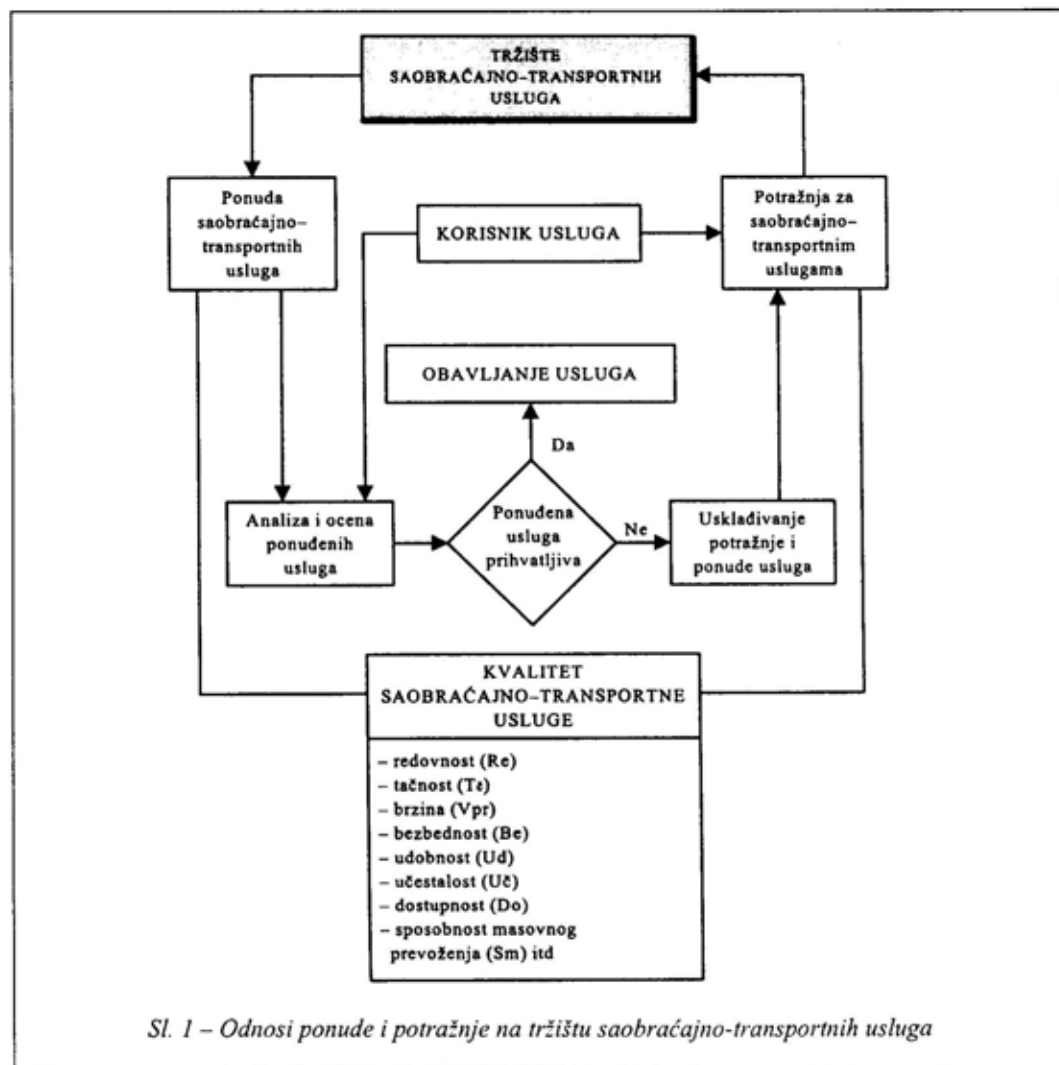 TRŽIŠTE
SAOBRAĆAJNO–TRANSPORTNIH
USLUGA
Ponuda
saobraćajno–
transportnih
usluga
KORISNIK USLUGA
Potražnja za
saobraćajno–
transportnim
uslugama
OBAVLJANJE USLUGA
Da
Analiza i ocena
ponuđenih
usluga
Ponuđena
usluga
prihvatljiva
Ne
Usklađivanje
potražnje i
ponude usluga
KVALITET
SAOBRAĆAJNO–TRANSPORTNE
USLUGE
– redovnost (Re)
– tačnost (Tč)
– brzina (Vpr)
– bezbednost (Be)
– udobnost (Ud)
– učestalost (Uč)
– dostupnost (Do)
– sposobnost masovnog
prevoženja (Sm) itd
Sl. 1 – Odnosi ponude i potražnje na tržištu saobraćajno-transportnih usluga